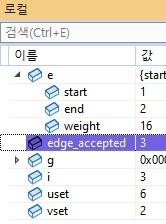 로컬
검색(Ctrl+E)
이름 값
e {start
start 1
end 2
weight 16
edge_accepted 3
g 0x000
i 3
uset 6
vset 2